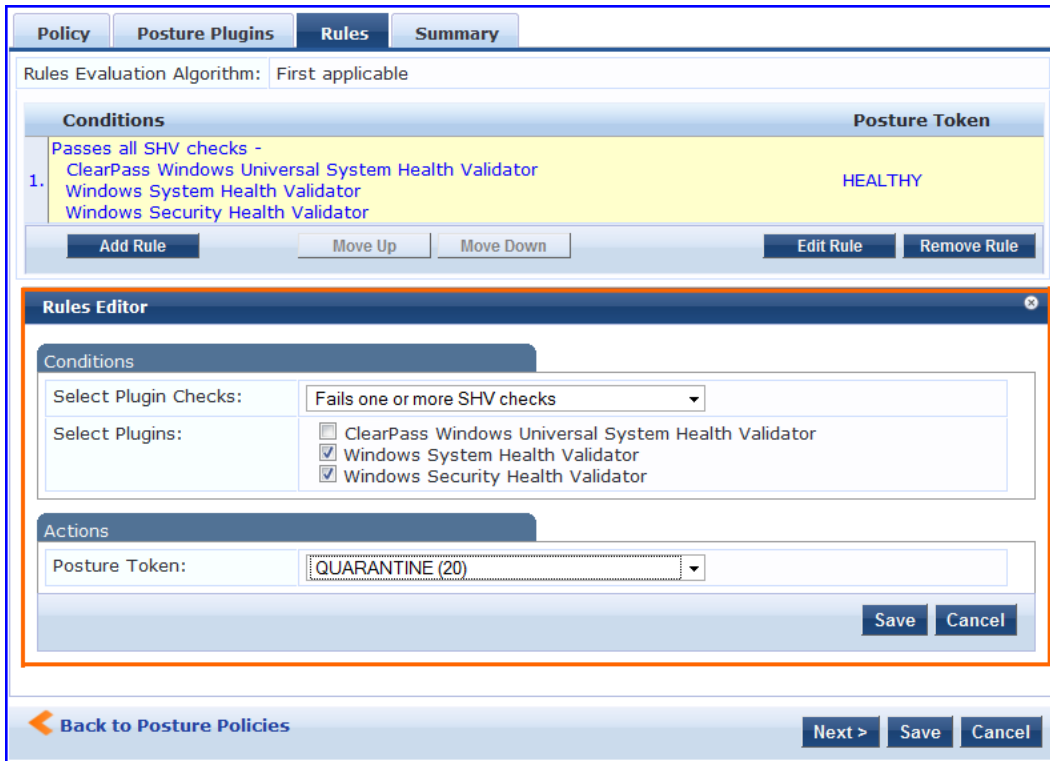 Policy Posture Plugins Rules Summary
Rules Evaluation Algorithm: First applicable
Conditions Posture Token
1. Passes all SHV checks -
ClearPass Windows Universal System Health Validator
Windows System Health Validator
Windows Security Health Validator
HEALTHY
Add Rule Move Up Move Down Edit Rule Remove Rule
Rules Editor
Conditions
Select Plugin Checks: Fails one or more SHV checks
Select Plugins: ClearPass Windows Universal System Health Validator
Windows System Health Validator
Windows Security Health Validator
Actions
Posture Token: QUARANTINE (20)
Save Cancel
Back to Posture Policies Next > Save Cancel